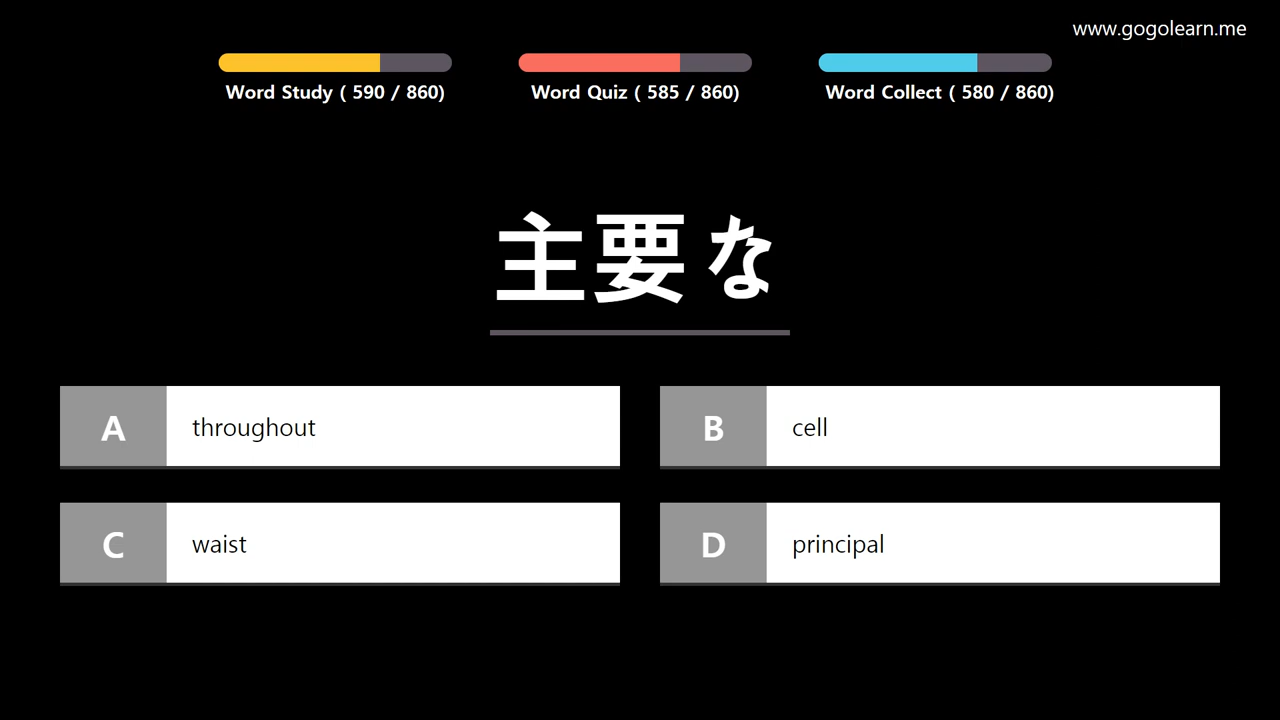 www.gogolearn.me
Word Study ( 590 / 860)
Word Quiz ( 585 / 860)
Word Collect ( 580 / 860)
主要な
A throughout
B cell
C waist
D principal